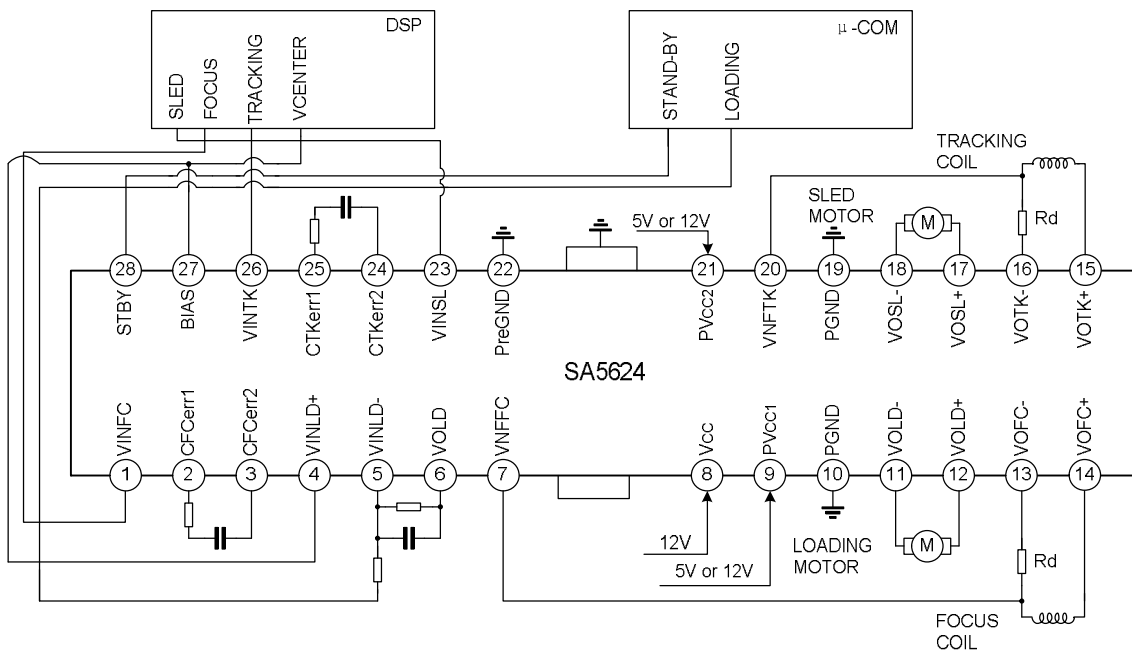 DSP
SLED
FOCUS
TRACKING
VCENTER
μ-COM
STAND-BY
LOADING
TRACKING
COIL
SLED
MOTOR
M
Rd
5V or 12V
28
27
26
25
24
23
22
21
20
19
18
17
16
15
STBY
BIAS
VINTK
CTKerr1
CTKerr2
VINSL
PreGND
PVcc2
VNFTK
PGND
VOSL-
VOSL+
VOTK-
VOTK+
SA5624
VINFC
CFCerr1
CFCerr2
VINLD+
VINLD-
VOLD
VNFFC
Vcc
PVcc1
PGND
VOLD-
VOLD+
VOFC-
VOFC+
1
2
3
4
5
6
7
8
9
10
11
12
13
14
12V
5V or 12V
LOADING
MOTOR
M
Rd
FOCUS
COIL